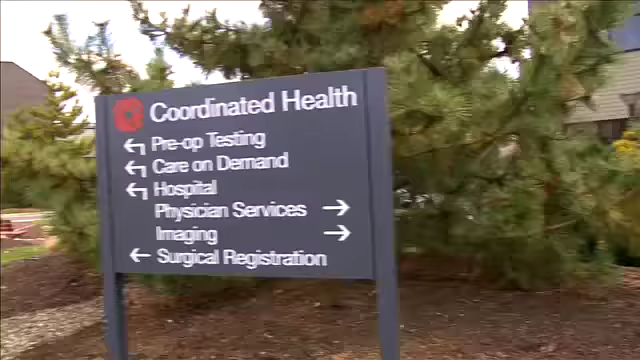 Coordinated Health
Pre-op Testing
Care on Demand
Hospital
Physician Services
Imaging
Surgical Registration